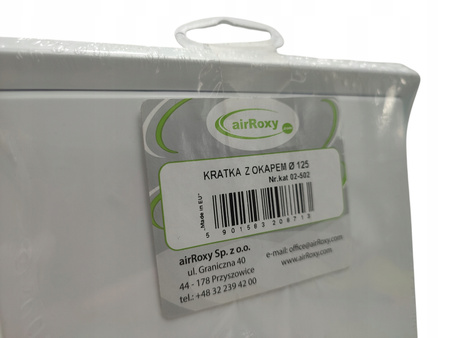 airRoxy
KRATKA Z OKAPEM Ø 125
Nr.kat 02-502
"Made in EU"
5 901583 208713
airRoxy Sp. z o.o.
ul. Graniczna 40
44 - 178 Przyszowice
tel.: +48 32 239 42 00
e-mail: office@airRoxy.com
www.airRoxy.com